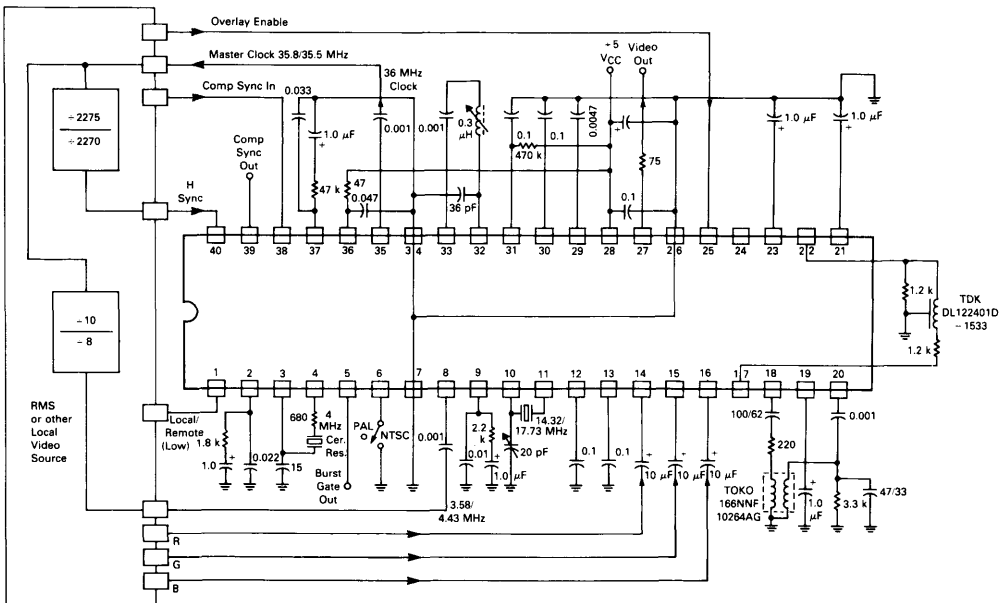 Overlay Enable
Master Clock 35.8/35.5 MHz
Comp Sync In
÷ 2275
÷ 2270
H
Sync
÷ 10
÷ 8
RMS
or other
Local
Video
Source
Comp
Sync
Out
0.033
1.0 µF
+
47 k
36 MHz
Clock
0.001
47
0.047
0.001
0.3
µH
36 pF
0.1
470 k
0.1
0.0047
+ 5
VCC
Video
Out
+
75
0.1
1.0 µF
+
1.0 µF
+
40
39
38
37
36
35
34
33
32
31
30
29
28
27
26
25
24
23
22
21
1.2 k
1.2 k
TDK
DL122401D
– 1533
1
2
3
4
5
6
7
8
9
10
11
12
13
14
15
16
17
18
19
20
Local/
Remote
(Low)
1.8 k
1.0
+
0.022
15
680
4
MHz
Cer.
Res.
Burst
Gate
Out
PAL
NTSC
0.001
3.58/
4.43 MHz
0.01
2.2
k
+
1.0
µF
14.32/
17.73 MHz
20 pF
0.1
0.1
+
10 µF
+
10 µF
+
10 µF
100/62
220
TOKO
166NNF
10264AG
+
1.0
µF
0.001
3.3 k
47/33
R
G
B